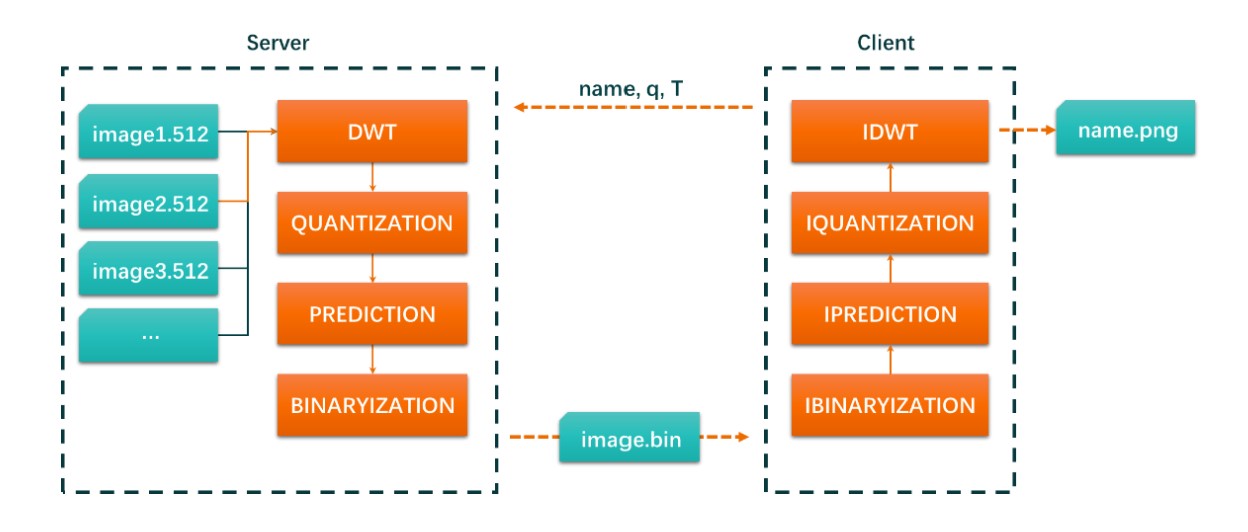 Server
Client
name, q, T
image1.512
image2.512
image3.512
...
DWT
QUANTIZATION
PREDICTION
BINARYIZATION
image.bin
IDWT
IQUANTIZATION
IPREDICTION
IBINARYIZATION
name.png